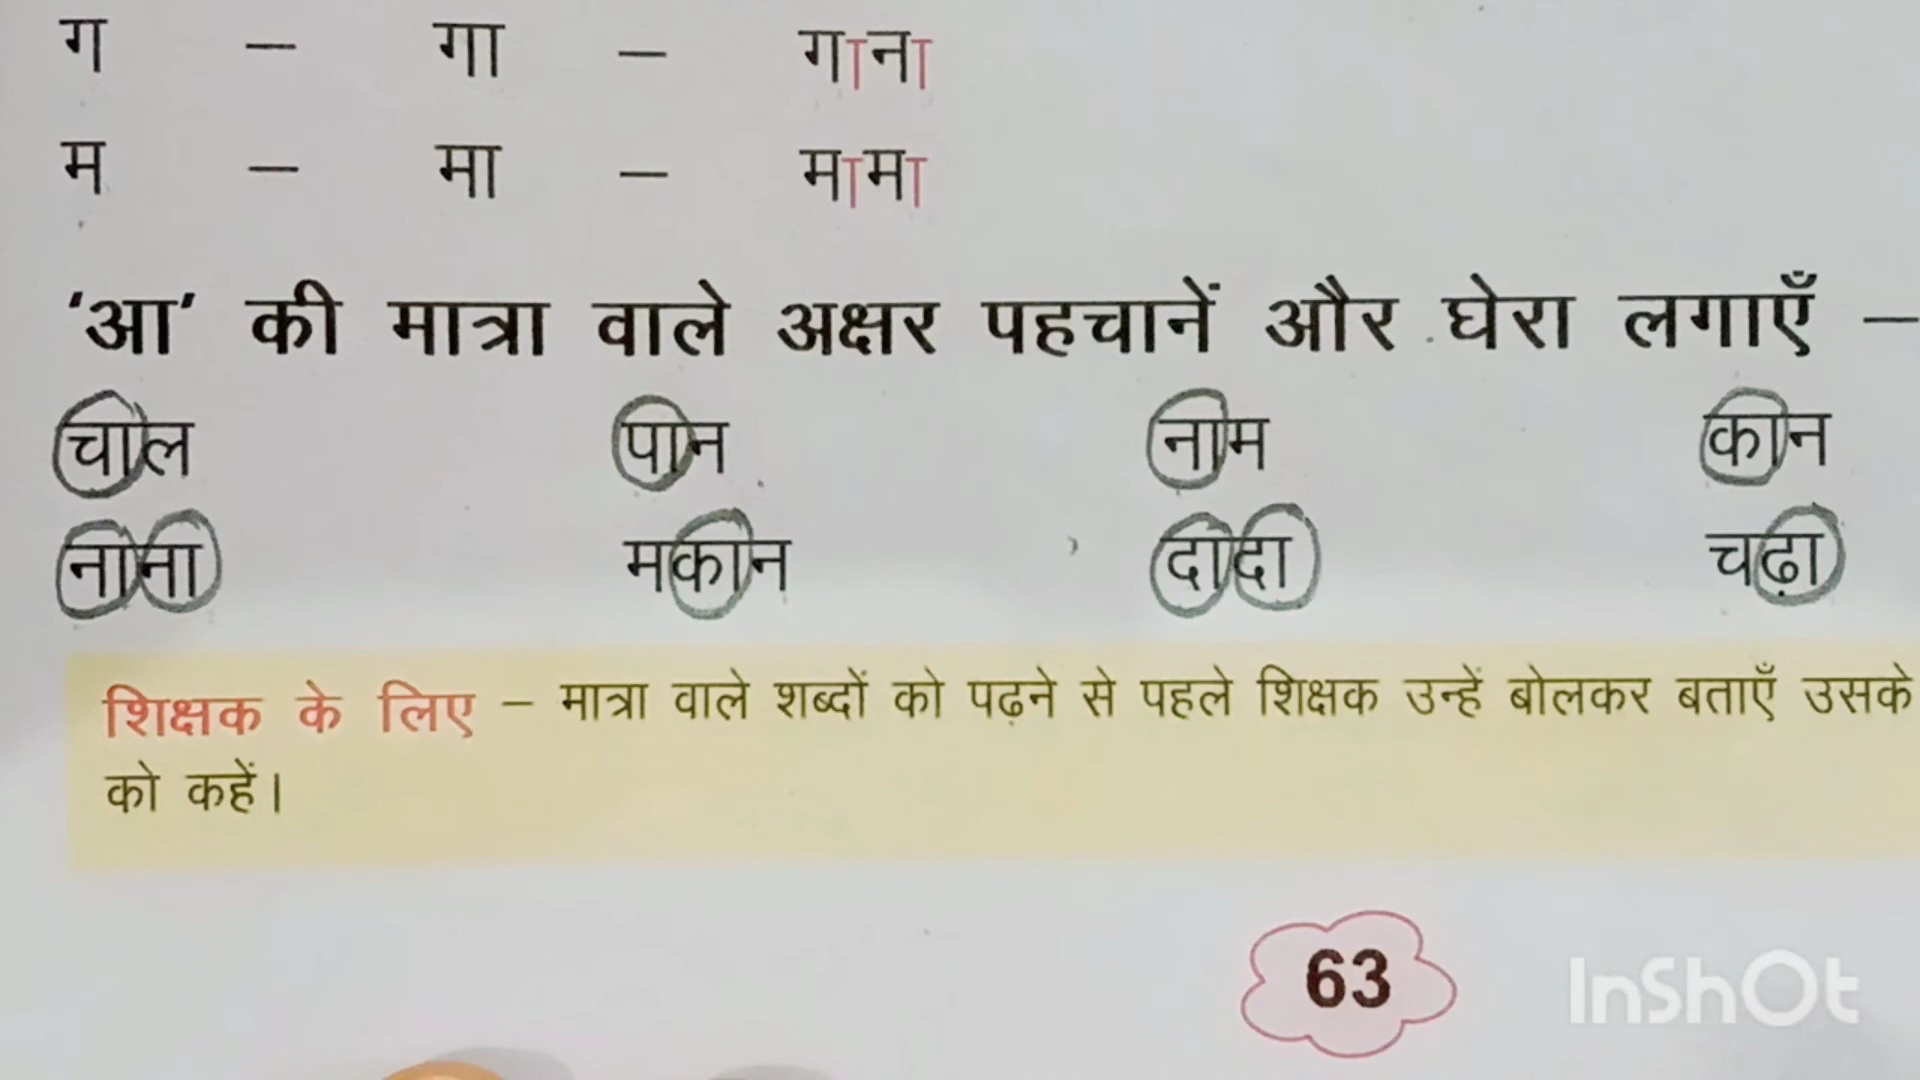 ग – गा – गाना
म – मा – मामा
'आ' की मात्रा वाले अक्षर पहचानें और घेरा लगाएँ –
चाल पान नाम कान
नाना मकान दादा चढ़ा
शिक्षक के लिए – मात्रा वाले शब्दों को पढ़ने से पहले शिक्षक उन्हें बोलकर बताएँ उसके
को कहें।
63
InShOt